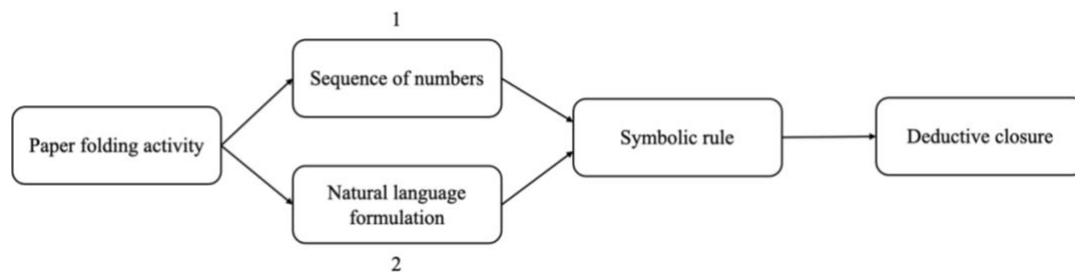 1
Sequence of numbers
Paper folding activity
Natural language
formulation
2
Symbolic rule
Deductive closure